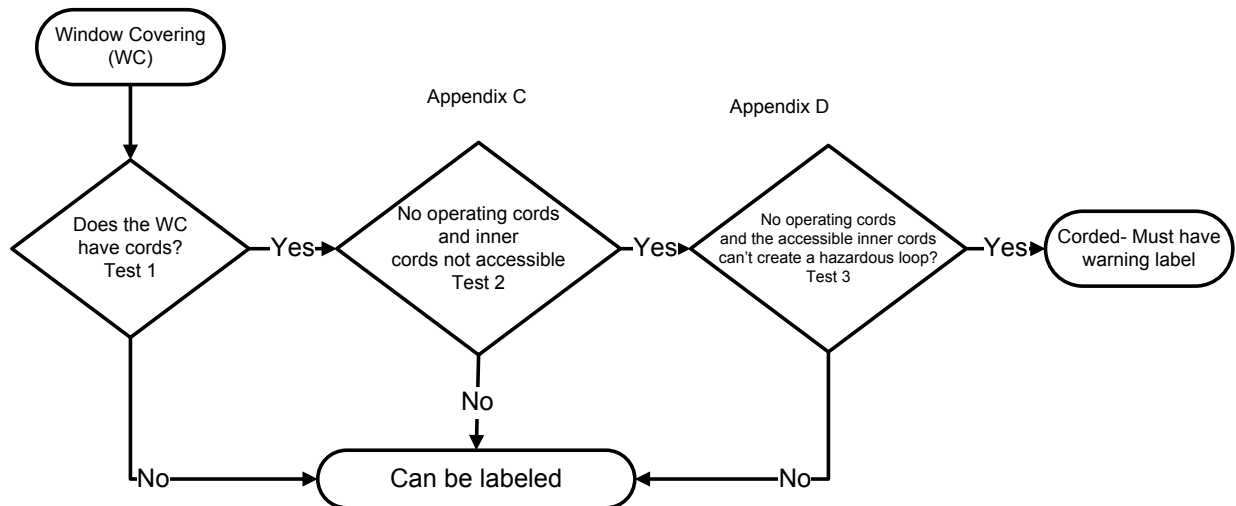 Window Covering
(WC)
Appendix C
Appendix D
Does the WC
have cords?
Test 1
Yes
No operating cords
and inner
cords not accessible
Test 2
Yes
No operating cords
and the accessible inner cords
can't create a hazardous loop?
Test 3
Yes
Corded- Must have
warning label
No
No
Can be labeled
No